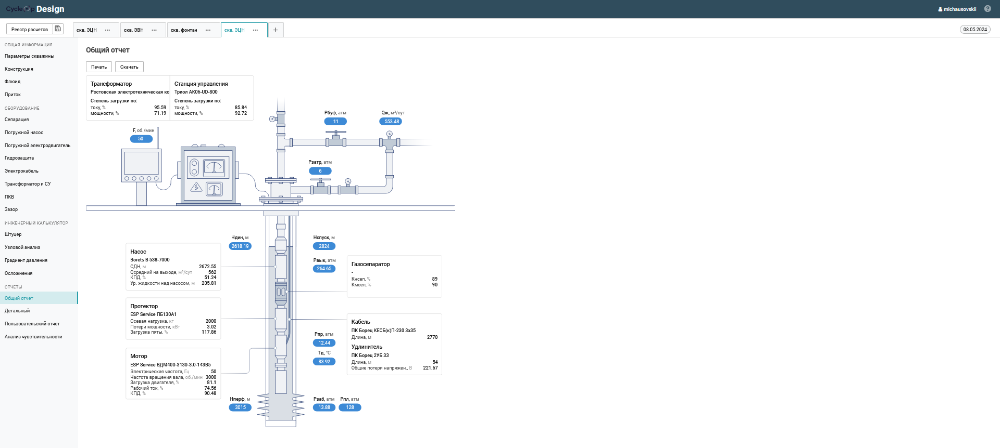 CycleOp Design
mlchausovskii
Реестр расчетов
скв. ЭЦН ...
скв. ЭВН ...
скв. фонтан ...
скв. ЭЦН ...
+
08.05.2024
ОБЩАЯ ИНФОРМАЦИЯ
Параметры скважины
Конструкция
Флюид
Приток
ОБОРУДОВАНИЕ
Сепарация
Погружной насос
Погружной электродвигатель
Гидрозащита
Электрокабель
Трансформатор и СУ
ПКВ
Зазор
ИНЖЕНЕРНЫЙ КАЛЬКУЛЯТОР
Штуцер
Узловой анализ
Градиент давления
Осложнения
ОТЧЕТЫ
Общий отчет
Детальный
Пользовательский отчет
Анализ чувствительности
Общий отчет
Печать
Скачать
Трансформатор
Ростовская электротехническая ко
Степень загрузки по:
току, % 95.59
мощности, % 71.19
Станция управления
Триол АК06-UD-800
Степень загрузки по:
току, % 85.84
мощности, % 92.72
F, об./мин
50
Рбуф, атм
11
Qж, м³/сут
553.48
Рзатр, атм
6
Ндин, м
2618.19
Нспуск, м
2824
Рвык, атм
264.65
Насос
Borets В 538-7000
СДН, м 2672.55
Qсредний на выходе, м³/сут 562
КПД, % 51.24
Ур. жидкости над насосом, м 205.81
Газосепаратор
-
Кнсеп, % 89
Кмсеп, % 90
Протектор
ESP Service ПБ130А1
Осевая нагрузка, кг 2000
Потери мощности, кВт 3.02
Загрузка пяты, % 117.86
Кабель
ПК Борец КЕСБ(к)П-230 3х35
Длина, м 2770
Удлинитель
ПК Борец 2УБ 33
Длина, м 54
Общие потери напряжен., В 221.67
Рпр, атм
12.44
Тд, °С
83.92
Мотор
ESP Service ВДМ400-3130-3.0-143В5
Электрическая частота, Гц 50
Частота вращения вала, об./мин 3000
Загрузка двигателя, % 81.1
Рабочий ток, % 74.56
КПД, % 90.48
Нперф, м
3015
Рзаб, атм
13.88
Рпл, атм
128